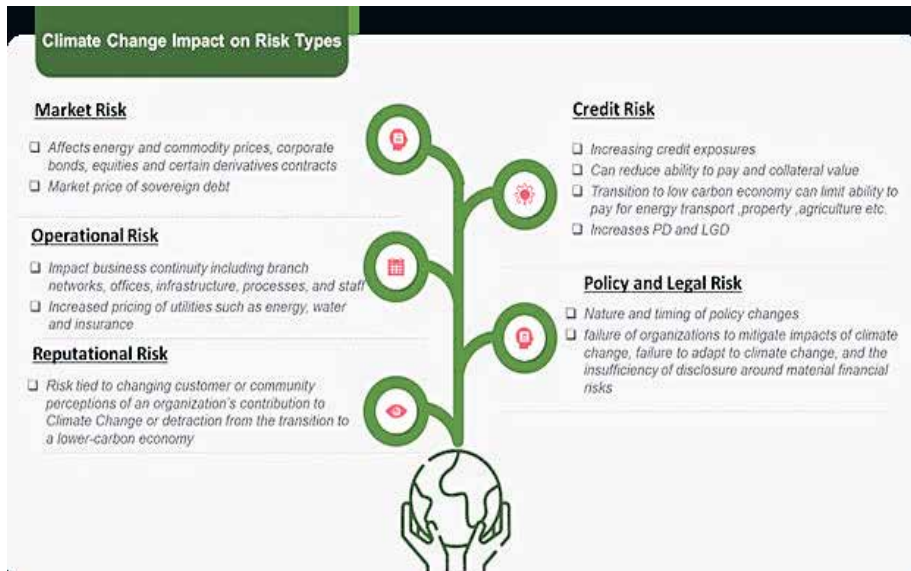 Climate Change Impact on Risk Types
Market Risk
❑ Affects energy and commodity prices, corporate
bonds, equities and certain derivatives contracts
❑ Market price of sovereign debt
Operational Risk
❑ Impact business continuity including branch
networks, offices, infrastructure, processes, and staff
❑ Increased pricing of utilities such as energy, water
and insurance
Reputational Risk
❑ Risk tied to changing customer or community
perceptions of an organization's contribution to
Climate Change or detraction from the transition to
a lower-carbon economy
Credit Risk
❑ Increasing credit exposures
❑ Can reduce ability to pay and collateral value
❑ Transition to low carbon economy can limit ability to
pay for energy transport ,property ,agriculture etc.
❑ Increases PD and LGD
Policy and Legal Risk
❑ Nature and timing of policy changes
❑ failure of organizations to mitigate impacts of climate
change, failure to adapt to climate change, and the
insufficiency of disclosure around material financial
risks